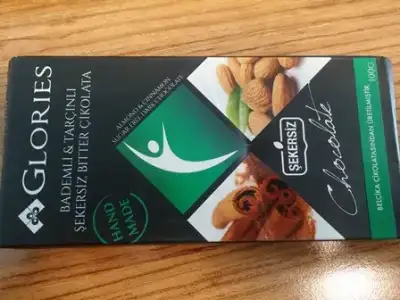 GLORIES
BADEMLİ & TARÇINLI
ŞEKERSİZ BITTER ÇİKOLATA
HAND
MADE
ALMOND & CINNAMON
SUGAR FREE DARK CHOCOLATE
ŞEKERSİZ
Chocolate
BELÇİKA ÇİKOLATASINDAN ÜRETİLMİŞTİR
100G